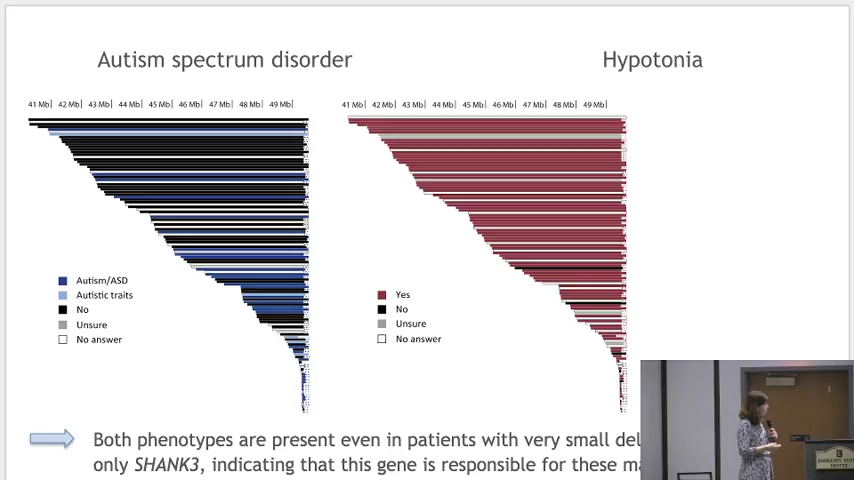 Autism spectrum disorder
Hypotonia
41 Mb 42 Mb 43 Mb 44 Mb 45 Mb 46 Mb 47 Mb 48 Mb 49 Mb
41 Mb 42 Mb 43 Mb 44 Mb 45 Mb 46 Mb 47 Mb 48 Mb 49 Mb
Autism/ASD
Autistic traits
No
Unsure
No answer
Yes
No
Unsure
No answer
Both phenotypes are present even in patients with very small del
only SHANK3, indicating that this gene is responsible for these ma